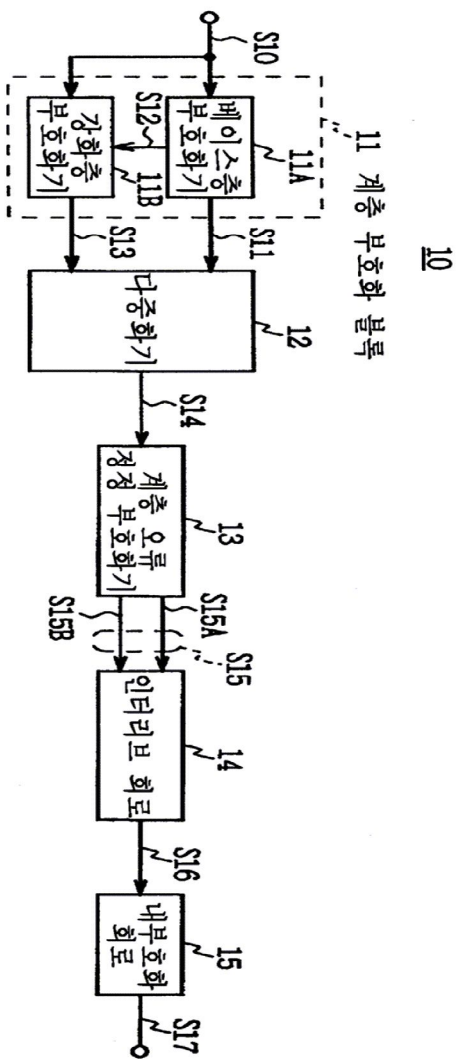 10
11 계층 부호화 블록
S10
베이스층
부호화기
11A
S12
강화층
부호화기
11B
S11
S13
다중화기
12
S14
계층 오류
정정 부호화기
13
S15A
S15B
S15
인터리브 회로
14
S16
내부호화
회로
15
S17